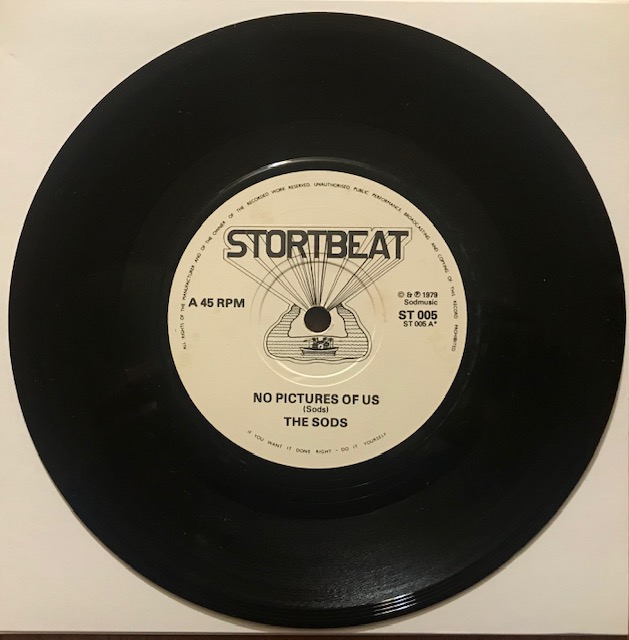 ALL RIGHTS OF THE MANUFACTURER AND OF THE OWNER OF THE RECORDED WORK RESERVED. UNAUTHORISED PUBLIC PERFORMANCE, BROADCASTING AND COPYING OF THIS RECORD PROHIBITED
STORTBEAT
A 45 RPM
© & ℗ 1979
Sodmusic
ST 005
ST 005 A*
NO PICTURES OF US
(Sods)
THE SODS
IF YOU WANT IT DONE RIGHT - DO IT YOURSELF